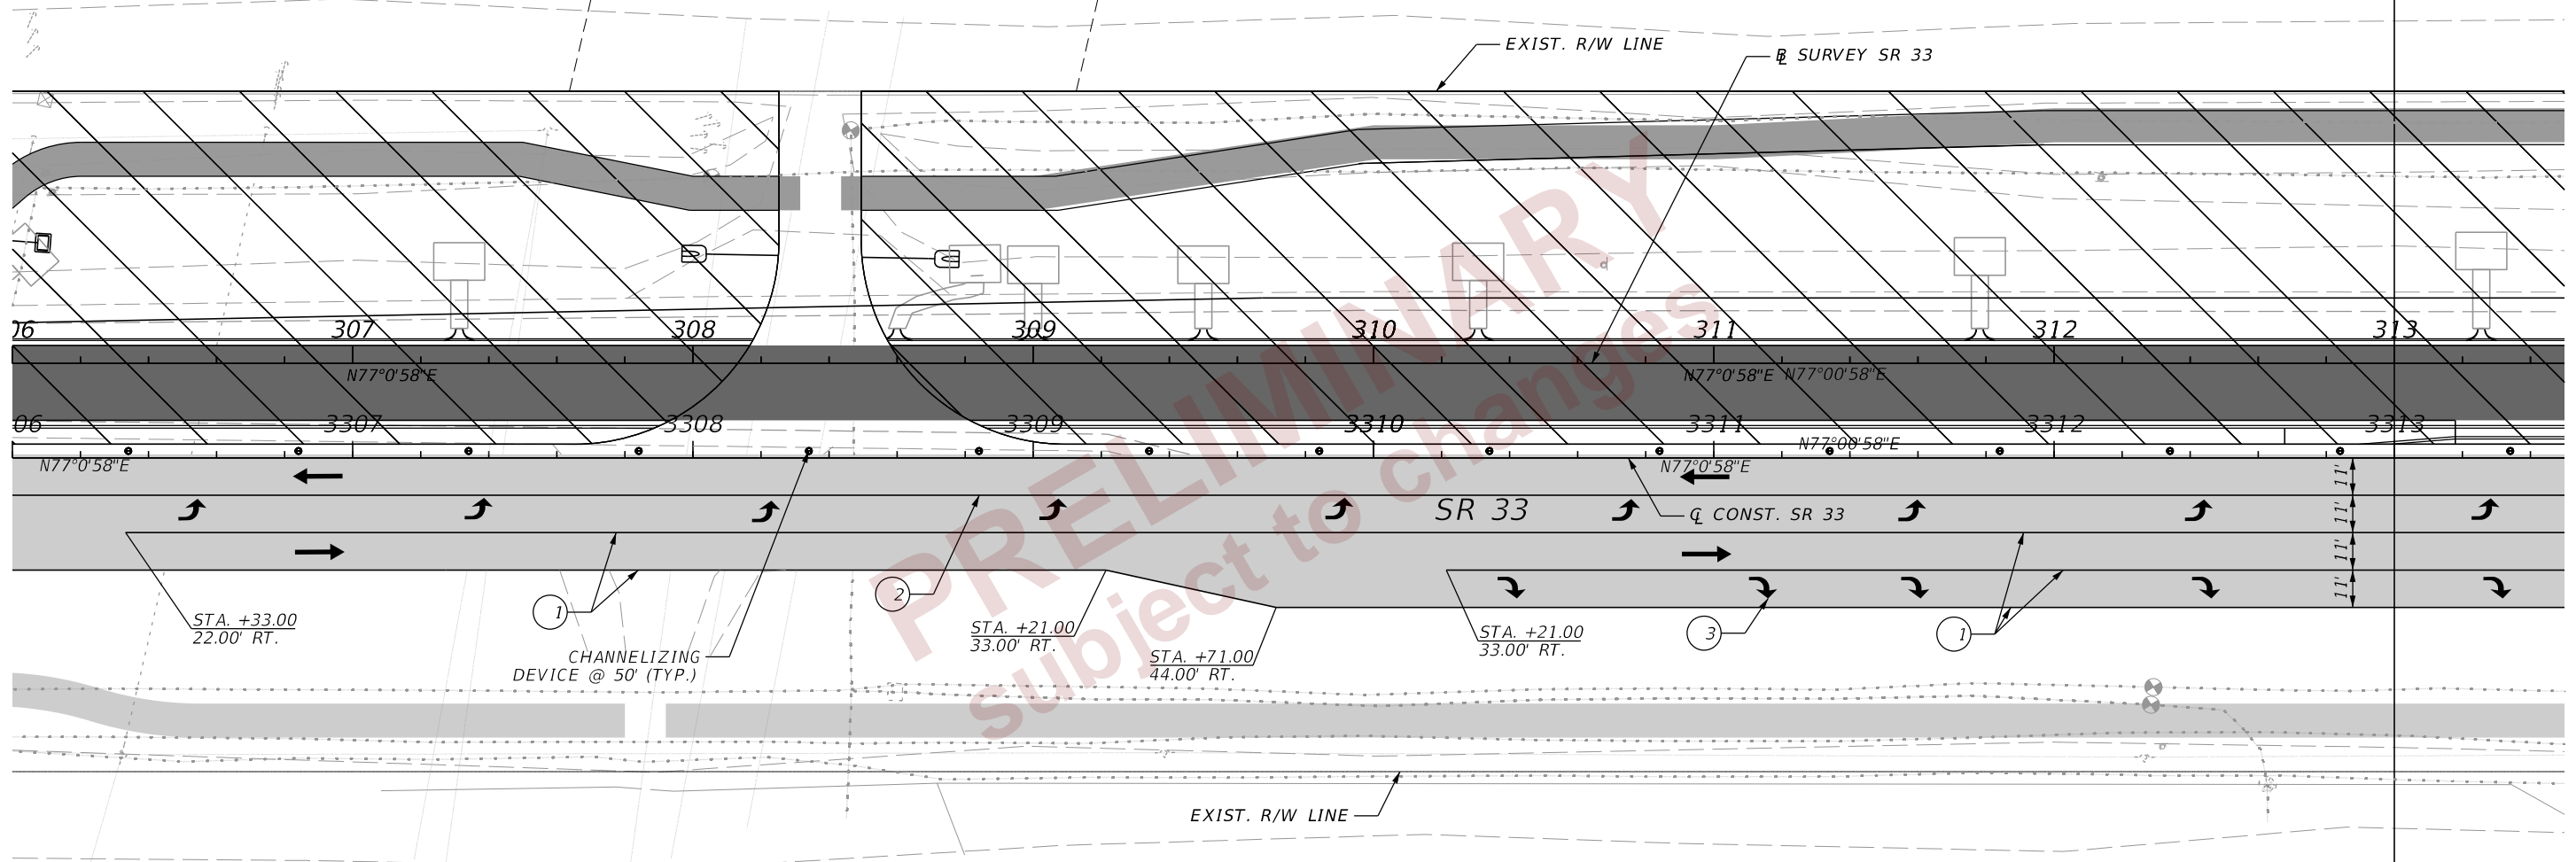 EXIST. R/W LINE
℄ SURVEY SR 33
06 307 308 309 310 311 312 313
N77°0'58"E N77°0'58"E N77°00'58"E
06 3307 3308 3309 3310 3311 3312 3313
N77°00'58"E
N77°0'58"E N77°0'58"E
11'
11'
11'
11'
SR 33
℄ CONST. SR 33
1
2
3
1
STA. +33.00
22.00' RT.
STA. +21.00
33.00' RT.
STA. +21.00
33.00' RT.
CHANNELIZING
DEVICE @ 50' (TYP.)
STA. +71.00
44.00' RT.
EXIST. R/W LINE
PRELIMINARY
subject to changes